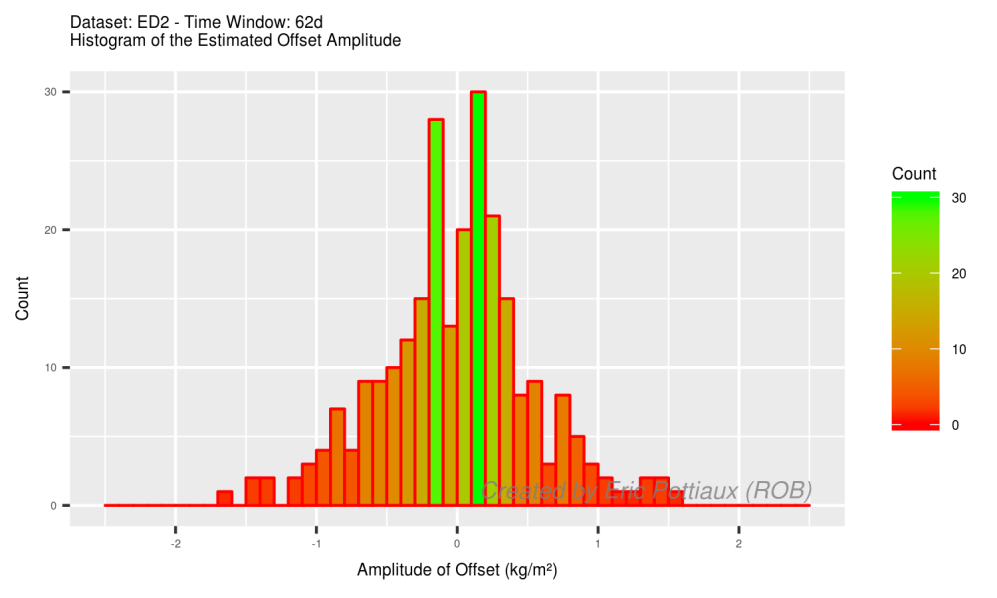 Dataset: ED2 - Time Window: 62d
Histogram of the Estimated Offset Amplitude
Count
30
20
10
0
-2
-1
0
1
2
Amplitude of Offset (kg/m²)
Created by Eric Pottiaux (ROB)
Count
30
20
10
0